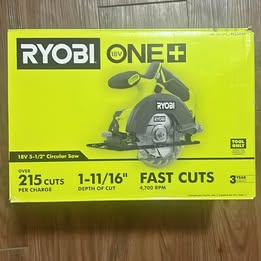 RYOBI 18V ONE+
RYOBI
18V 5-1/2" Circular Saw
TOOL
ONLY
OVER
215 CUTS
PER CHARGE
1-11/16"
DEPTH OF CUT
FAST CUTS
4,700 RPM
3 YEAR